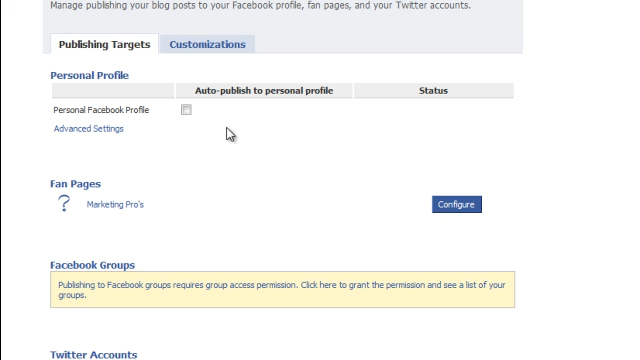 Manage publishing your blog posts to your Facebook profile, fan pages, and your Twitter accounts.
Publishing Targets Customizations
Personal Profile
Auto-publish to personal profile Status
Personal Facebook Profile
Advanced Settings
Fan Pages
? Marketing Pro's Configure
Facebook Groups
Publishing to Facebook groups requires group access permission. Click here to grant the permission and see a list of your
groups.
Twitter Accounts